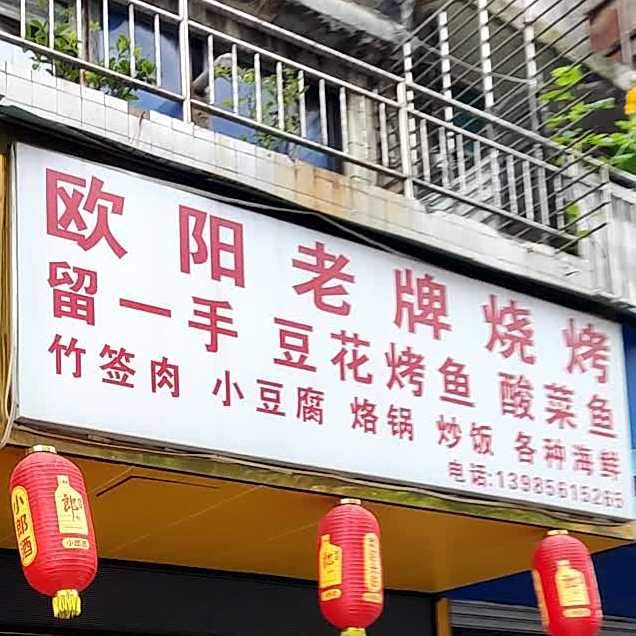 欧阳老牌烧烤
留一手 豆花烤鱼 酸菜鱼
竹签肉 小豆腐 烙锅 炒饭 各种海鲜
电话:13985615265
小郎酒
郎
小郎酒